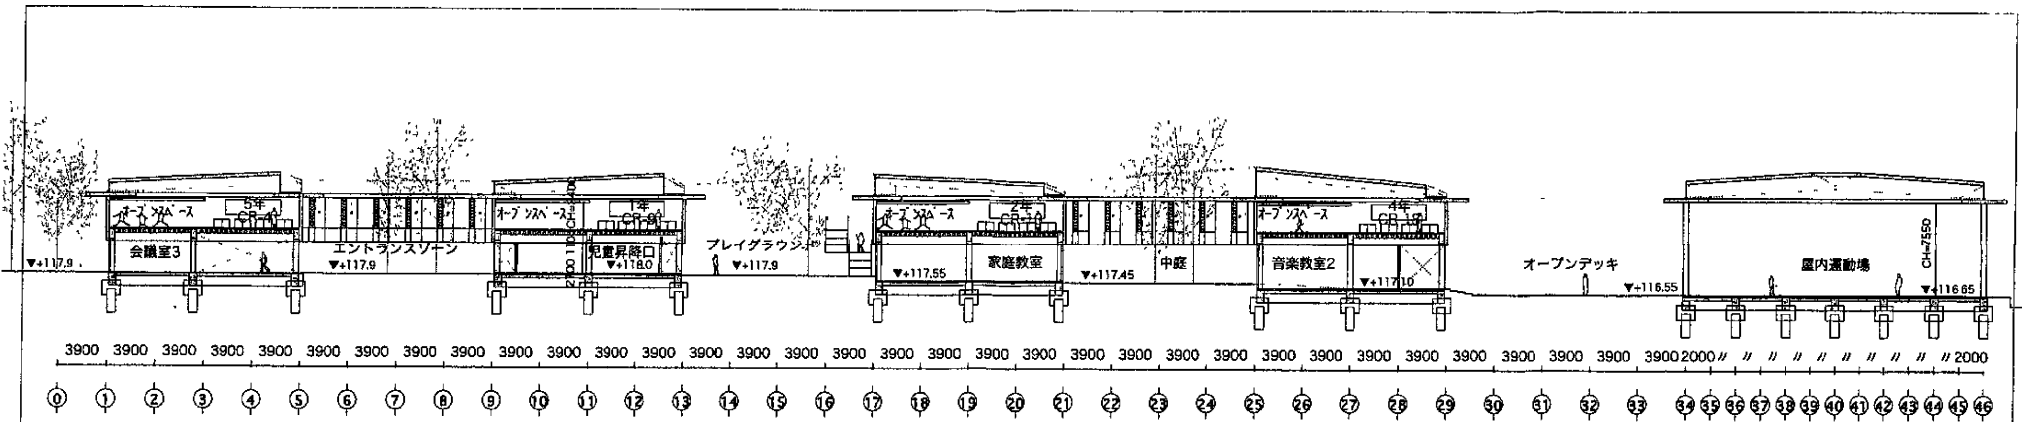 5年 1年 2年 4年
オープンスペース CR-4 オープンスペース CR-9 オープンスペース オープンスペース
CH=7550
会議室3 エントランスゾーン 児童昇降口 プレイグラウンド 家庭教室 中庭 音楽教室2 オープンデッキ 屋内運動場
▼+117.9 ▼+117.9 ▼+118.0 ▼+117.9 ▼+117.55 ▼+117.45 ▼+117.10 ▼+116.55 ▼+116.65
3900 3900 3900 3900 3900 3900 3900 3900 3900 3900 3900 3900 3900 3900 3900 3900 3900 3900 3900 3900 3900 3900 3900 3900 3900 3900 3900 3900 3900 3900 3900 3900 3900 3900 2000 〃 〃 〃 〃 〃 〃 〃 〃 〃 〃 2000
0 1 2 3 4 5 6 7 8 9 10 11 12 13 14 15 16 17 18 19 20 21 22 23 24 25 26 27 28 29 30 31 32 33 34 35 36 37 38 39 40 41 42 43 44 45 46